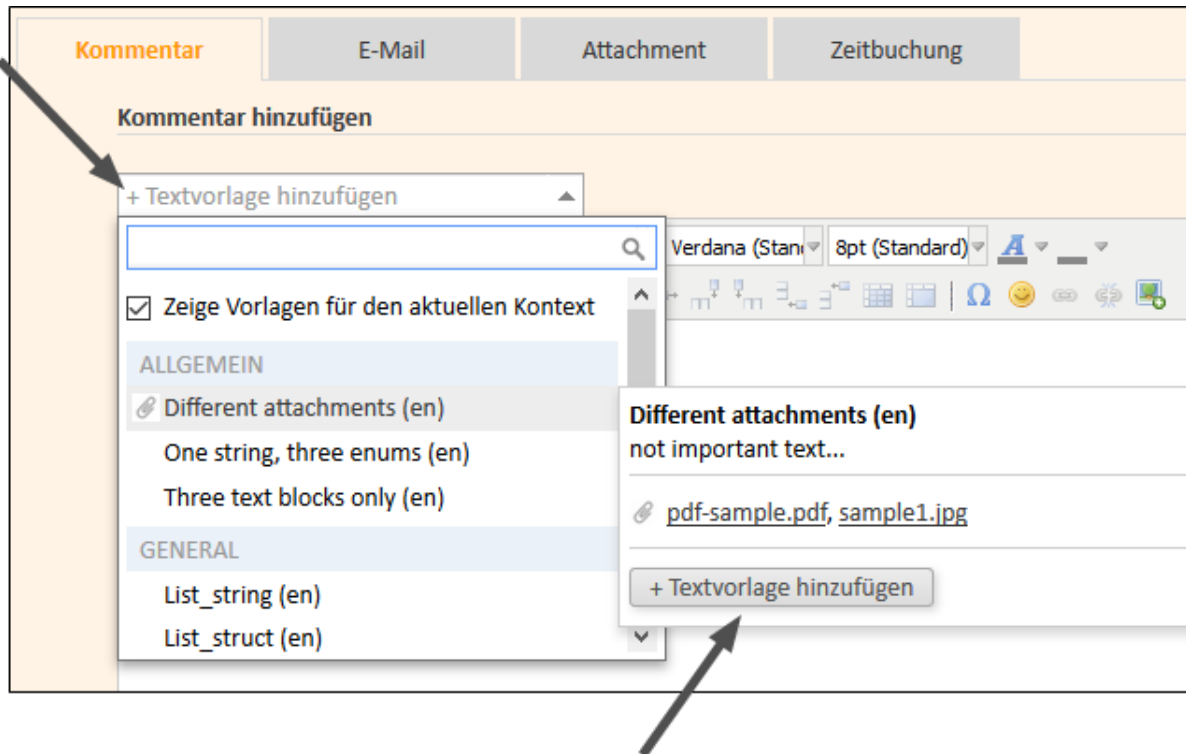 Kommentar
E-Mail
Attachment
Zeitbuchung
Kommentar hinzufügen
+ Textvorlage hinzufügen
Verdana (Stan
8pt (Standard)
Zeige Vorlagen für den aktuellen Kontext
ALLGEMEIN
Different attachments (en)
One string, three enums (en)
Three text blocks only (en)
GENERAL
List_string (en)
List_struct (en)
Different attachments (en)
not important text...
pdf-sample.pdf, sample1.jpg
+ Textvorlage hinzufügen